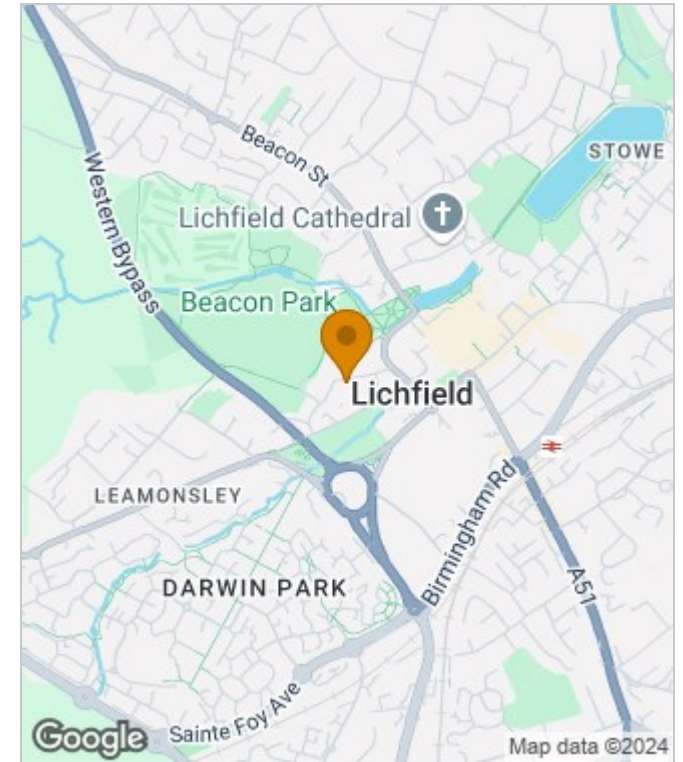 Beacon St
STOWE
Lichfield Cathedral
Western Bypass
Beacon Park
Lichfield
LEAMONSLEY
Birmingham Rd
DARWIN PARK
A51
Sainte Foy Ave
Google
Map data ©2024